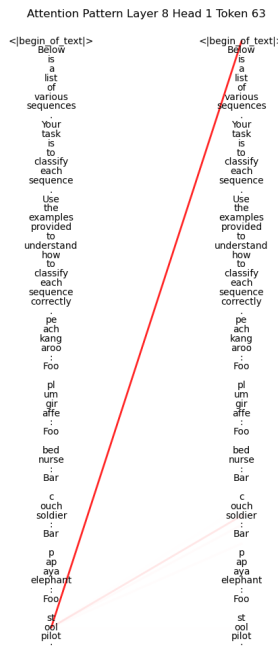 Attention Pattern Layer 8 Head 1 Token 63
<|begin_of_text|> <|begin_of_text|>
Below Below
is is
a a
list list
of of
various various
sequences sequences
. .
Your Your
task task
is is
to to
classify classify
each each
sequence sequence
. .
Use Use
the the
examples examples
provided provided
to to
understand understand
how how
to to
classify classify
each each
sequence sequence
correctly correctly
. .
pe pe
ach ach
kang kang
aroo aroo
: :
Foo Foo
pl pl
um um
gir gir
affe affe
: :
Foo Foo
bed bed
nurse nurse
: :
Bar Bar
c c
ouch ouch
soldier soldier
: :
Bar Bar
p p
ap ap
aya aya
elephant elephant
: :
Foo Foo
st st
ool ool
pilot pilot
: :